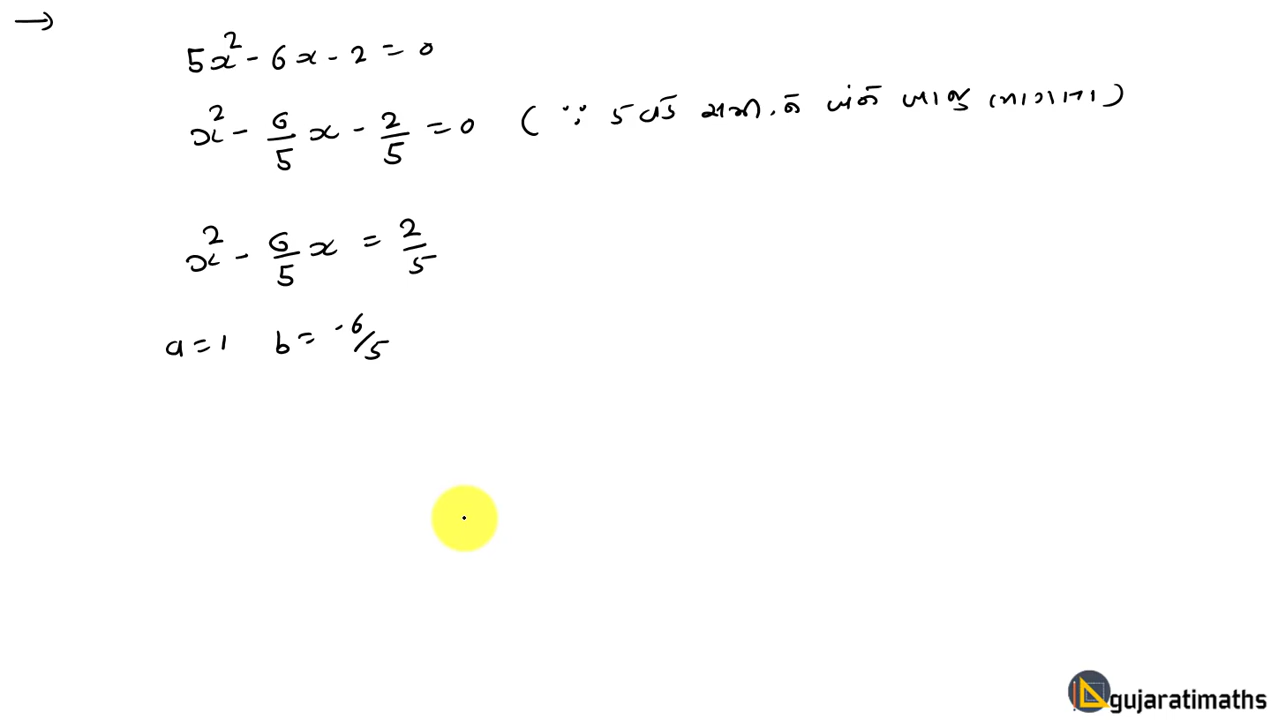 →
5x² - 6x - 2 = 0
x² - 6/5 x - 2/5 = 0 (∵ 5 વડે સમી. ને બંને બાજુ ભાગતા)
x² - 6/5 x = 2/5
a = 1 b = -6/5
gujaratimaths